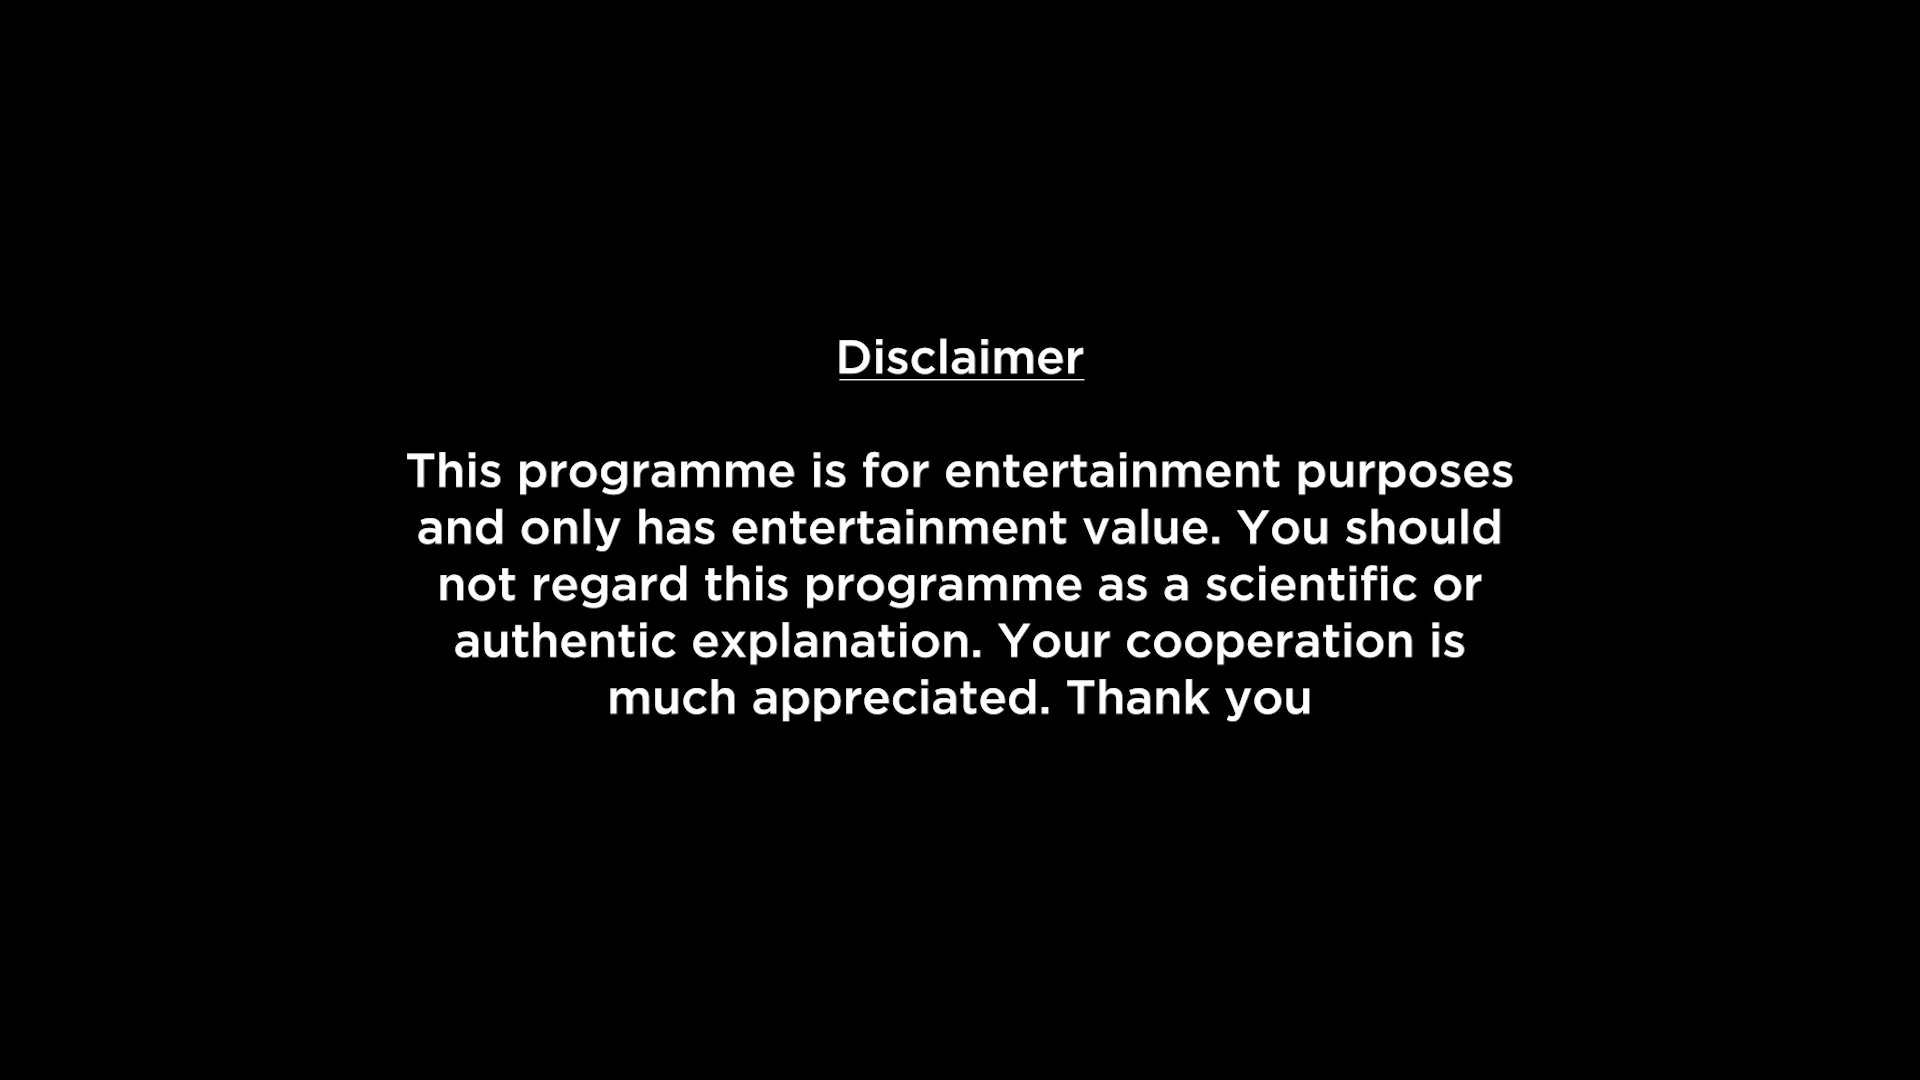 Disclaimer
This programme is for entertainment purposes
and only has entertainment value. You should
not regard this programme as a scientific or
authentic explanation. Your cooperation is
much appreciated. Thank you